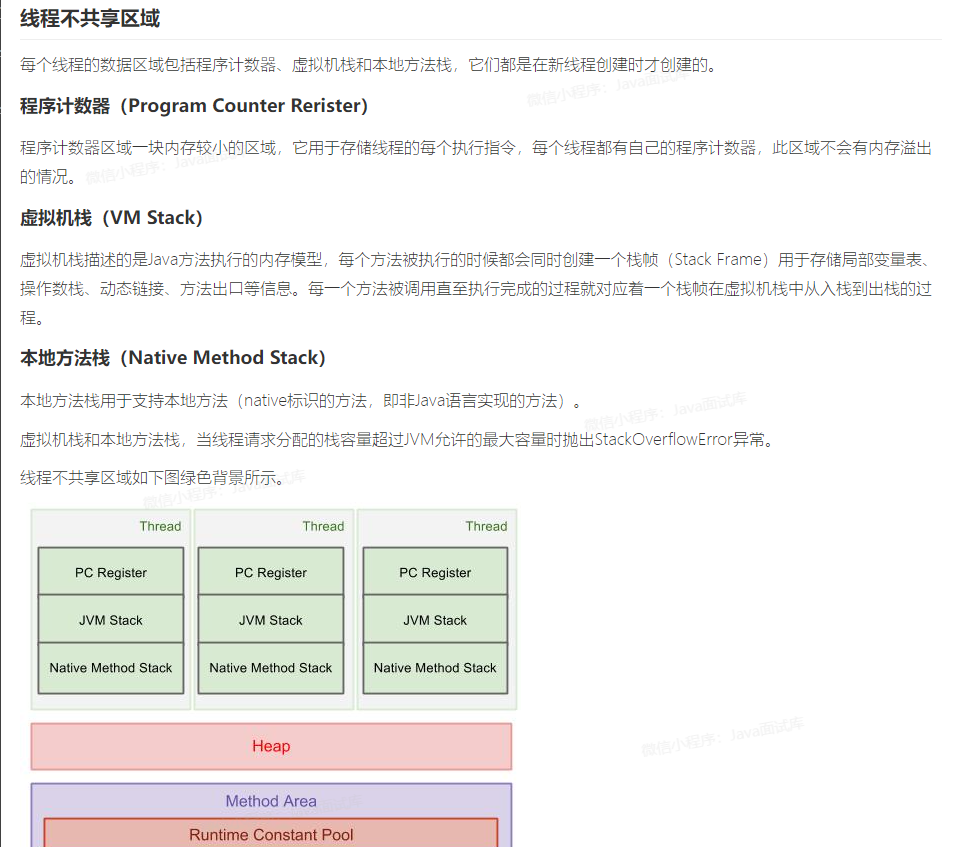 线程不共享区域
每个线程的数据区域包括程序计数器、虚拟机栈和本地方法栈，它们都是在新线程创建时才创建的。
微信小程序：Java面试库
程序计数器（Program Counter Rerister）
程序计数器区域一块内存较小的区域，它用于存储线程的每个执行指令，每个线程都有自己的程序计数器，此区域不会有内存溢出
的情况。
微信小程序：Java面试库
虚拟机栈（VM Stack）
虚拟机栈描述的是Java方法执行的内存模型，每个方法被执行的时候都会同时创建一个栈帧（Stack Frame）用于存储局部变量表、
操作数栈、动态链接、方法出口等信息。每一个方法被调用直至执行完成的过程就对应着一个栈帧在虚拟机栈中从入栈到出栈的过
程。
本地方法栈（Native Method Stack）
本地方法栈用于支持本地方法（native标识的方法，即非Java语言实现的方法）。
微信小程序：Java面试库
虚拟机栈和本地方法栈，当线程请求分配的栈容量超过JVM允许的最大容量时抛出StackOverflowError异常。
线程不共享区域如下图绿色背景所示。
微信小程序：Java面试库
Thread Thread Thread
PC Register PC Register PC Register
JVM Stack JVM Stack JVM Stack
Native Method Stack Native Method Stack Native Method Stack
Heap
微信小程序：Java面试库
Method Area
Runtime Constant Pool